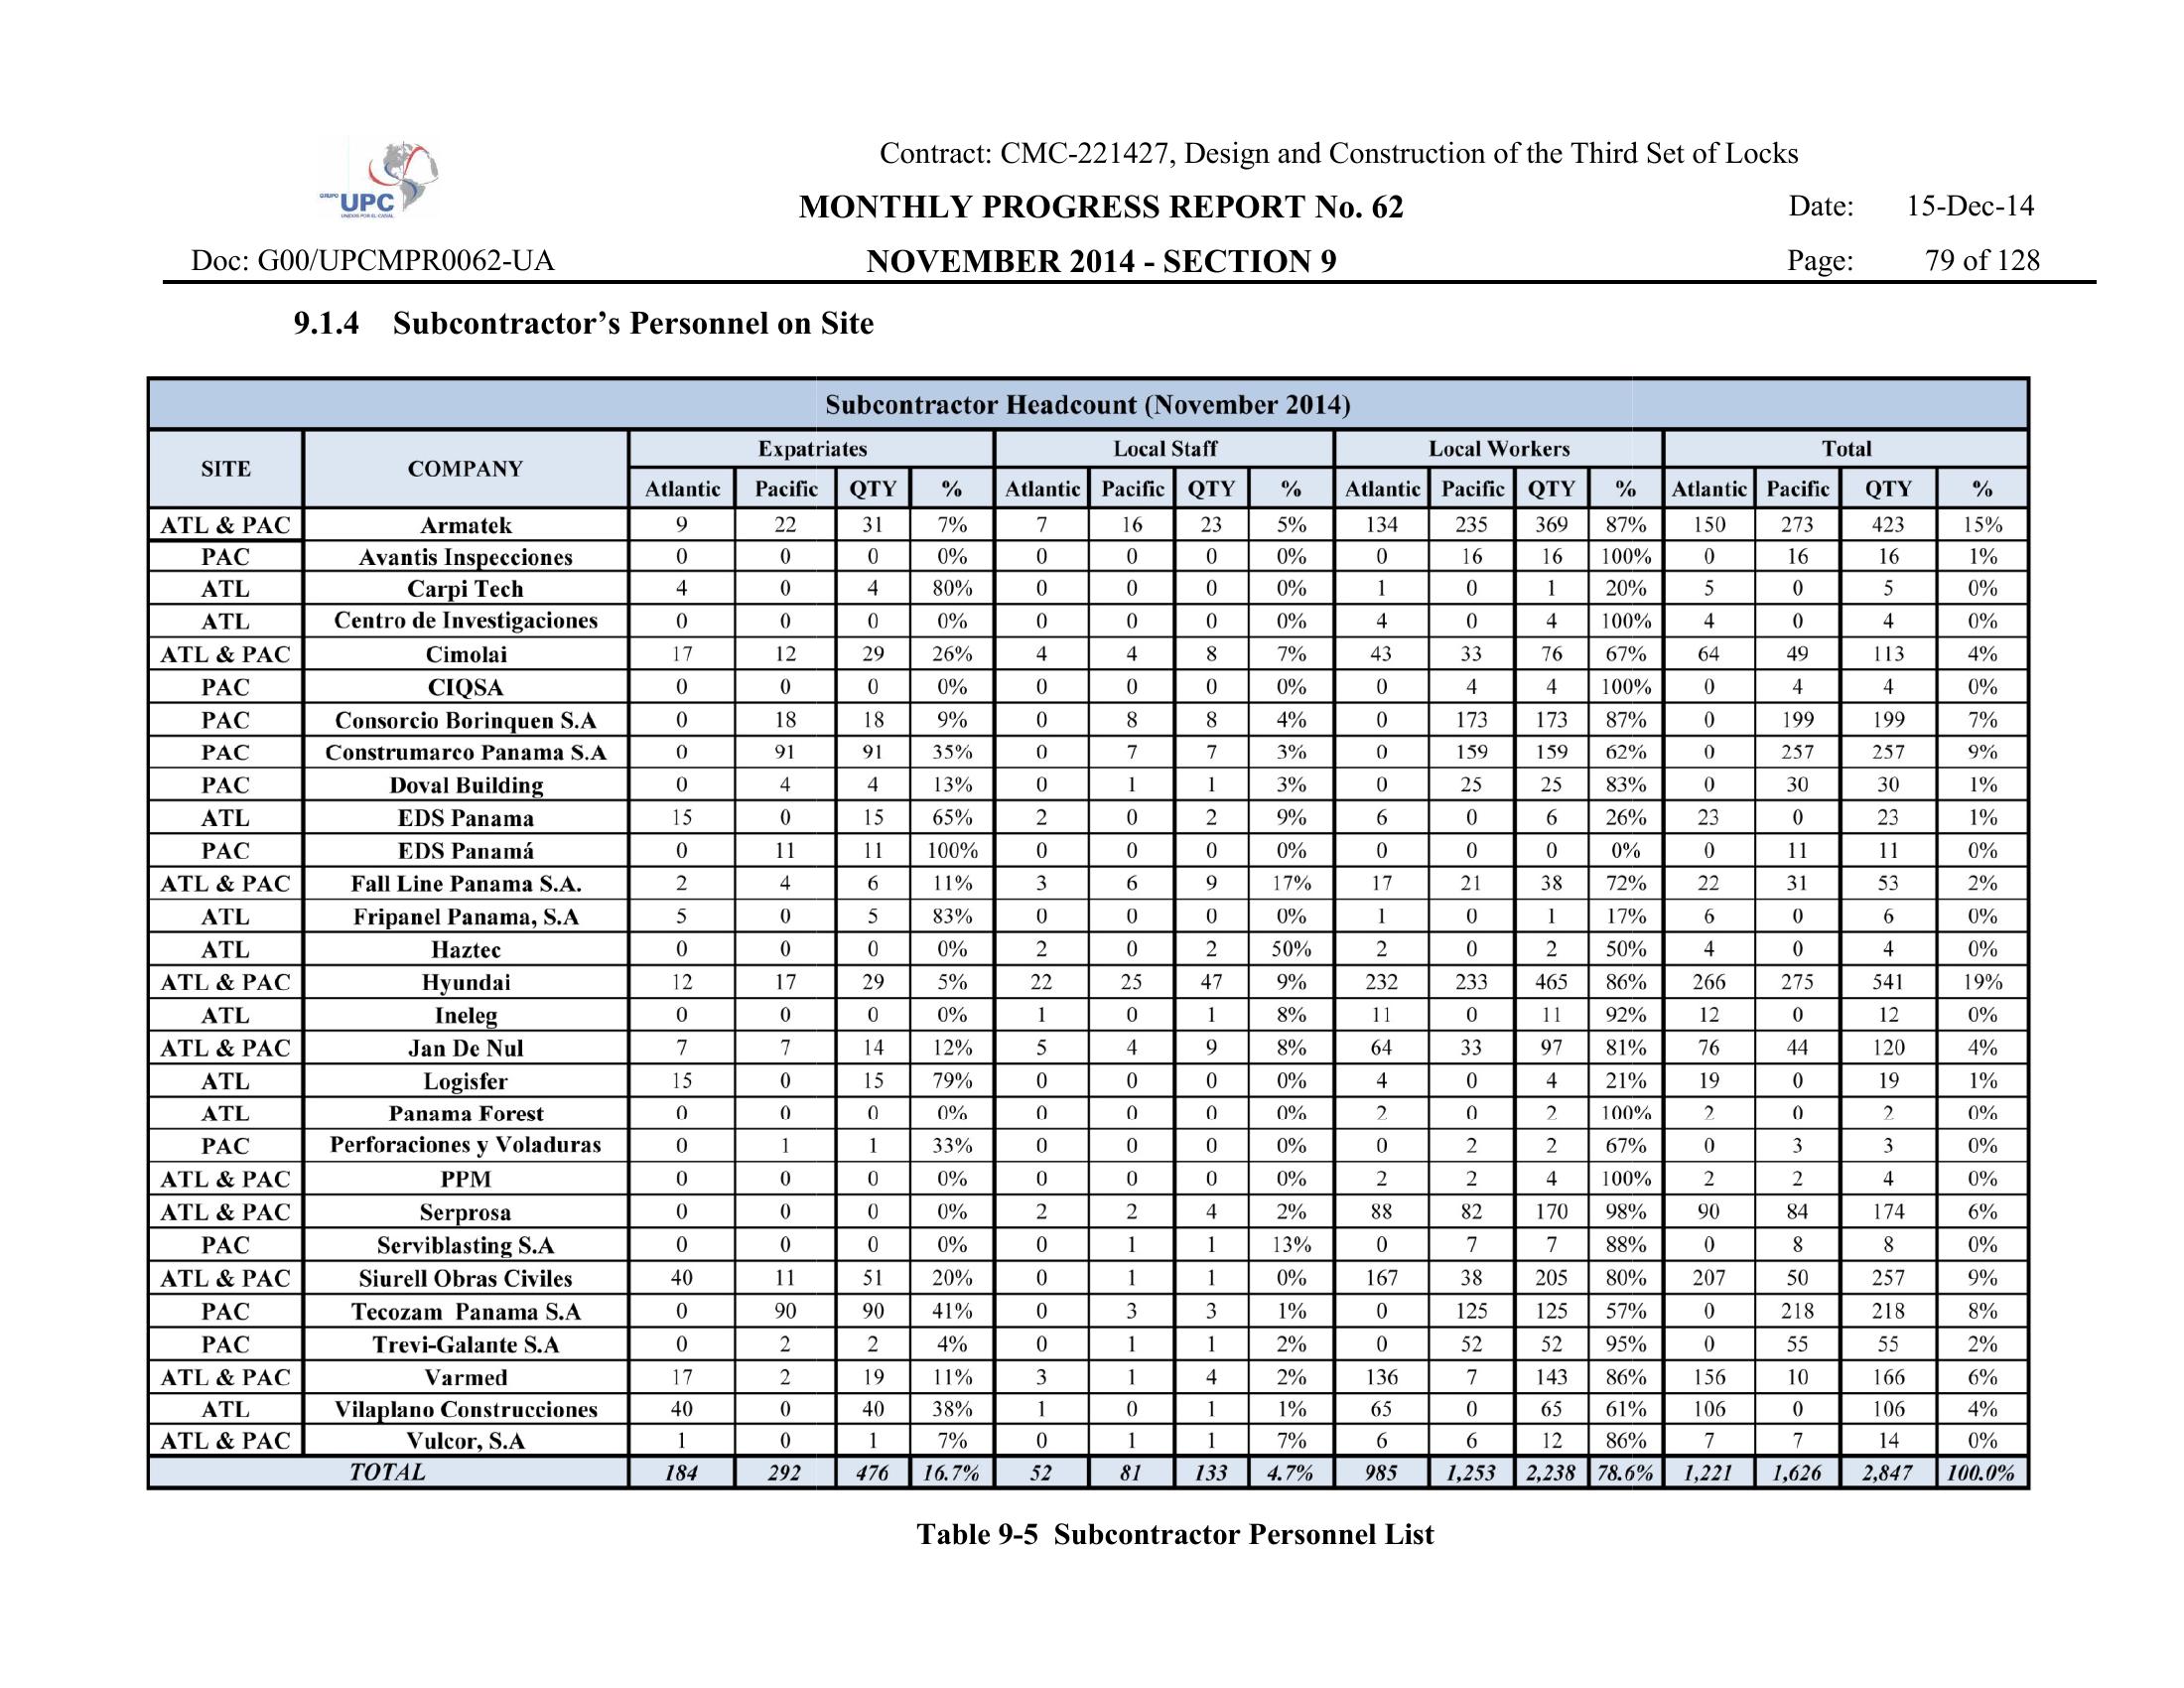 Contract: CMC-221427, Design and Construction of the Third Set of Locks
GRUPO
UPC
UNIDOS POR EL CANAL
MONTHLY PROGRESS REPORT No. 62 Date: 15-Dec-14
Doc: G00/UPCMPR0062-UA NOVEMBER 2014 - SECTION 9 Page: 79 of 128
9.1.4 Subcontractor’s Personnel on Site
Subcontractor Headcount (November 2014)
SITE COMPANY Expatriates Local Staff Local Workers Total
Atlantic Pacific QTY % Atlantic Pacific QTY % Atlantic Pacific QTY % Atlantic Pacific QTY %
ATL & PAC Armatek 9 22 31 7% 7 16 23 5% 134 235 369 87% 150 273 423 15%
PAC Avantis Inspecciones 0 0 0 0% 0 0 0 0% 0 16 16 100% 0 16 16 1%
ATL Carpi Tech 4 0 4 80% 0 0 0 0% 1 0 1 20% 5 0 5 0%
ATL Centro de Investigaciones 0 0 0 0% 0 0 0 0% 4 0 4 100% 4 0 4 0%
ATL & PAC Cimolai 17 12 29 26% 4 4 8 7% 43 33 76 67% 64 49 113 4%
PAC CIQSA 0 0 0 0% 0 0 0 0% 0 4 4 100% 0 4 4 0%
PAC Consorcio Borinquen S.A 0 18 18 9% 0 8 8 4% 0 173 173 87% 0 199 199 7%
PAC Construmarco Panama S.A 0 91 91 35% 0 7 7 3% 0 159 159 62% 0 257 257 9%
PAC Doval Building 0 4 4 13% 0 1 1 3% 0 25 25 83% 0 30 30 1%
ATL EDS Panama 15 0 15 65% 2 0 2 9% 6 0 6 26% 23 0 23 1%
PAC EDS Panamá 0 11 11 100% 0 0 0 0% 0 0 0 0% 0 11 11 0%
ATL & PAC Fall Line Panama S.A. 2 4 6 11% 3 6 9 17% 17 21 38 72% 22 31 53 2%
ATL Fripanel Panama, S.A 5 0 5 83% 0 0 0 0% 1 0 1 17% 6 0 6 0%
ATL Haztec 0 0 0 0% 2 0 2 50% 2 0 2 50% 4 0 4 0%
ATL & PAC Hyundai 12 17 29 5% 22 25 47 9% 232 233 465 86% 266 275 541 19%
ATL Ineleg 0 0 0 0% 1 0 1 8% 11 0 11 92% 12 0 12 0%
ATL & PAC Jan De Nul 7 7 14 12% 5 4 9 8% 64 33 97 81% 76 44 120 4%
ATL Logisfer 15 0 15 79% 0 0 0 0% 4 0 4 21% 19 0 19 1%
ATL Panama Forest 0 0 0 0% 0 0 0 0% 2 0 2 100% 2 0 2 0%
PAC Perforaciones y Voladuras 0 1 1 33% 0 0 0 0% 0 2 2 67% 0 3 3 0%
ATL & PAC PPM 0 0 0 0% 0 0 0 0% 2 2 4 100% 2 2 4 0%
ATL & PAC Serprosa 0 0 0 0% 2 2 4 2% 88 82 170 98% 90 84 174 6%
PAC Serviblasting S.A 0 0 0 0% 0 1 1 13% 0 7 7 88% 0 8 8 0%
ATL & PAC Siurell Obras Civiles 40 11 51 20% 0 1 1 0% 167 38 205 80% 207 50 257 9%
PAC Tecozam Panama S.A 0 90 90 41% 0 3 3 1% 0 125 125 57% 0 218 218 8%
PAC Trevi-Galante S.A 0 2 2 4% 0 1 1 2% 0 52 52 95% 0 55 55 2%
ATL & PAC Varmed 17 2 19 11% 3 1 4 2% 136 7 143 86% 156 10 166 6%
ATL Vilaplano Construcciones 40 0 40 38% 1 0 1 1% 65 0 65 61% 106 0 106 4%
ATL & PAC Vulcor, S.A 1 0 1 7% 0 1 1 7% 6 6 12 86% 7 7 14 0%
TOTAL 184 292 476 16.7% 52 81 133 4.7% 985 1,253 2,238 78.6% 1,221 1,626 2,847 100.0%
Table 9-5 Subcontractor Personnel List